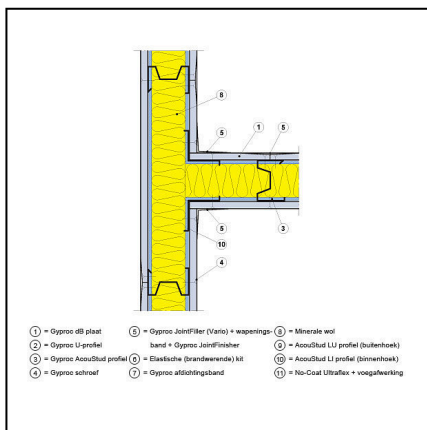 8
5
1
5
5
3
10
4
1 = Gyproc dB plaat
2 = Gyproc U-profiel
3 = Gyproc AcouStud profiel
4 = Gyproc schroef
5 = Gyproc JointFiller (Vario) + wapenings-
band + Gyproc JointFinisher
6 = Elastische (brandwerende) kit
7 = Gyproc afdichtingsband
8 = Minerale wol
9 = AcouStud LU profiel (buitenhoek)
10 = AcouStud LI profiel (binnenhoek)
11 = No-Coat Ultraflex + voegafwerking